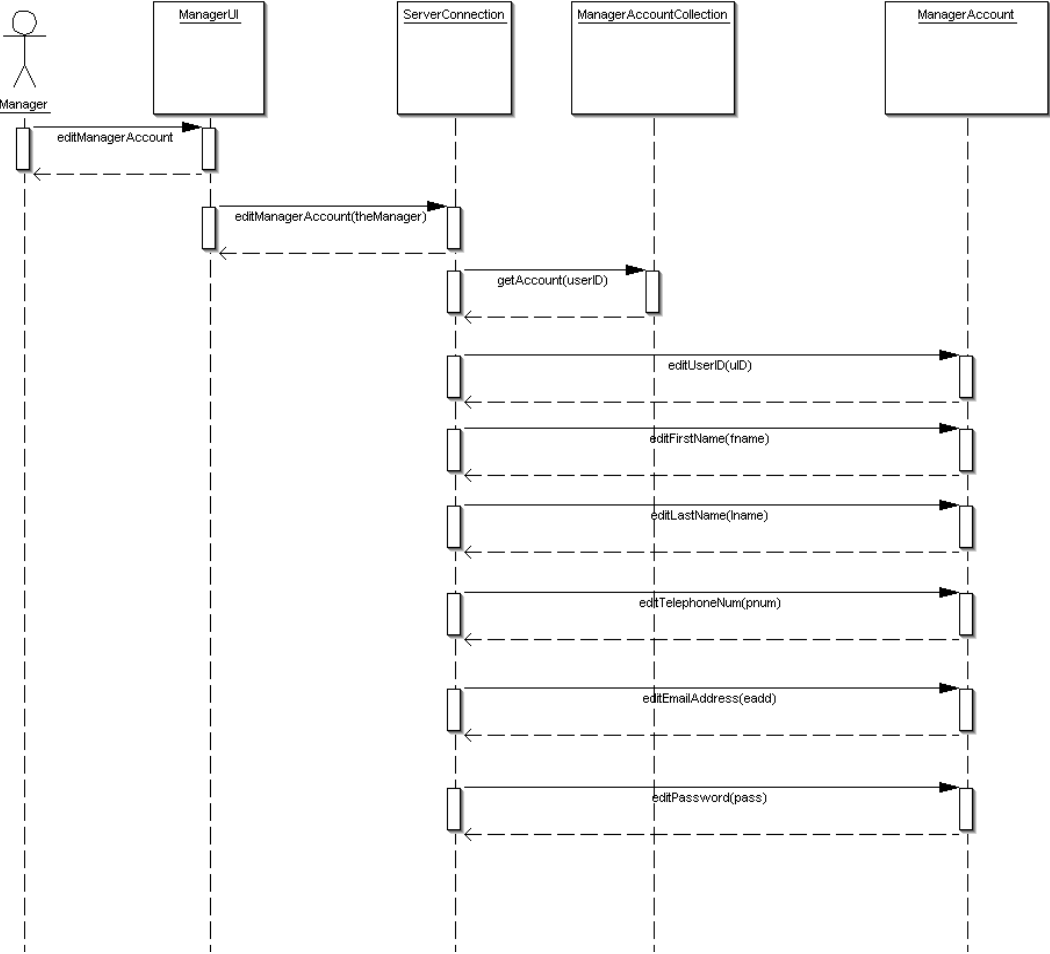 ManagerUI
ServerConnection
ManagerAccountCollection
ManagerAccount
Manager
editManagerAccount
editManagerAccount(theManager)
getAccount(userID)
editUserID(uID)
editFirstName(fname)
editLastName(lname)
editTelephoneNum(pnum)
editEmailAddress(eadd)
editPassword(pass)